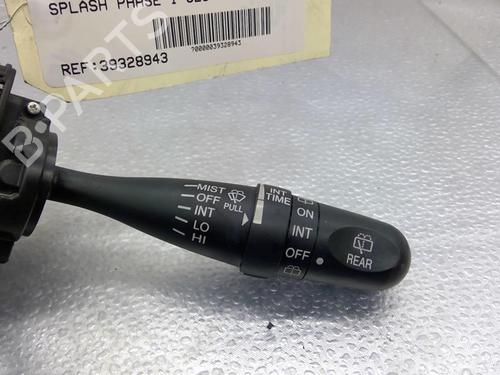 SPLASH PHASE 1
70000039328943
REF:39328943
B-PARTS
MIST
OFF
INT
LO
HI
PULL
INT
TIME
ON
INT
OFF
REAR